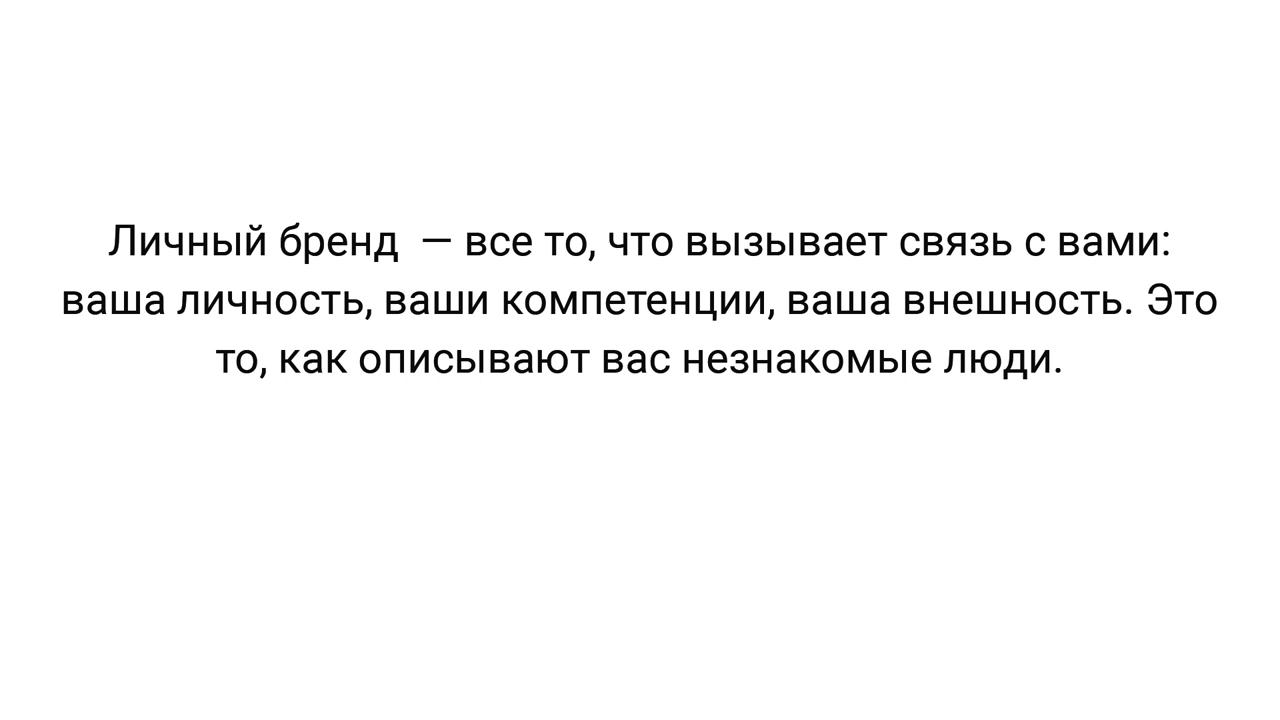 Личный бренд  — все то, что вызывает связь с вами:
ваша личность, ваши компетенции, ваша внешность. Это
то, как описывают вас незнакомые люди.